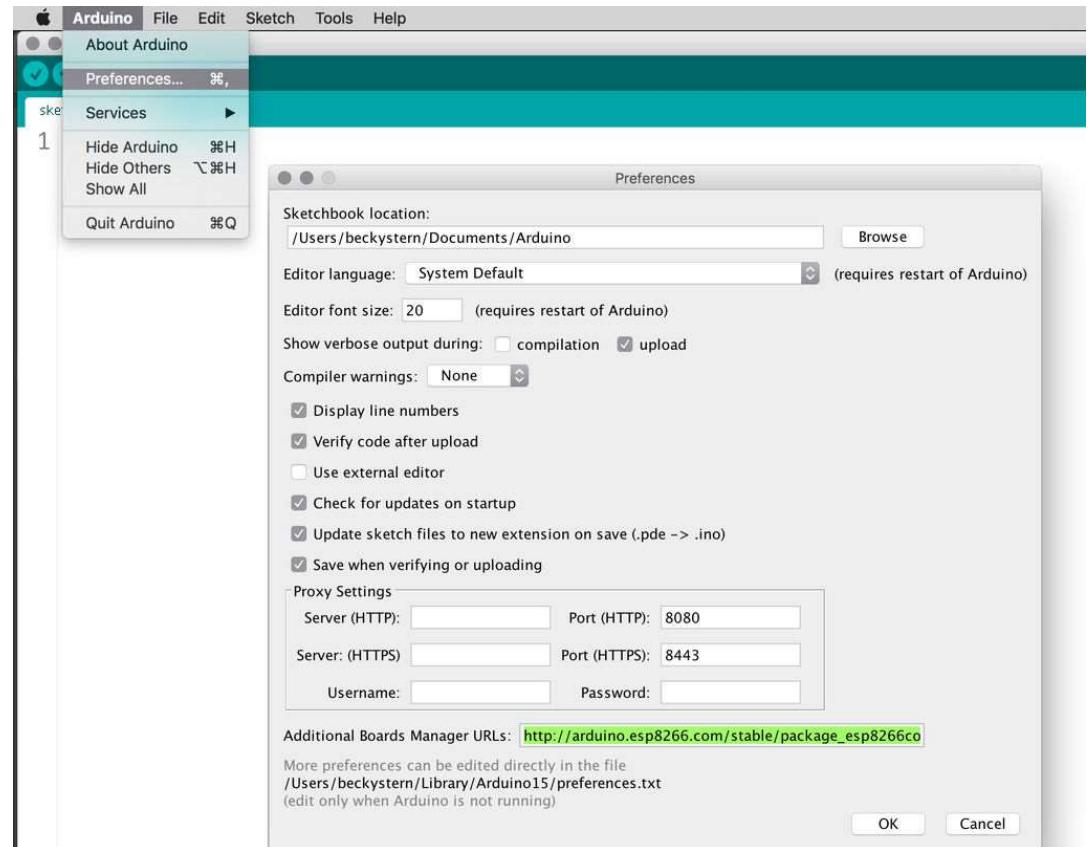 Arduino File Edit Sketch Tools Help
About Arduino
Preferences... ⌘,
Services ▶
Hide Arduino ⌘H
Hide Others ⌥⌘H
Show All
Quit Arduino ⌘Q
ske
1
Preferences
Sketchbook location:
/Users/beckystern/Documents/Arduino Browse
Editor language: System Default (requires restart of Arduino)
Editor font size: 20 (requires restart of Arduino)
Show verbose output during: compilation upload
Compiler warnings: None
Display line numbers
Verify code after upload
Use external editor
Check for updates on startup
Update sketch files to new extension on save (.pde -> .ino)
Save when verifying or uploading
Proxy Settings
Server (HTTP): Port (HTTP): 8080
Server: (HTTPS) Port (HTTPS): 8443
Username: Password:
Additional Boards Manager URLs: http://arduino.esp8266.com/stable/package_esp8266co
More preferences can be edited directly in the file
/Users/beckystern/Library/Arduino15/preferences.txt
(edit only when Arduino is not running)
OK Cancel